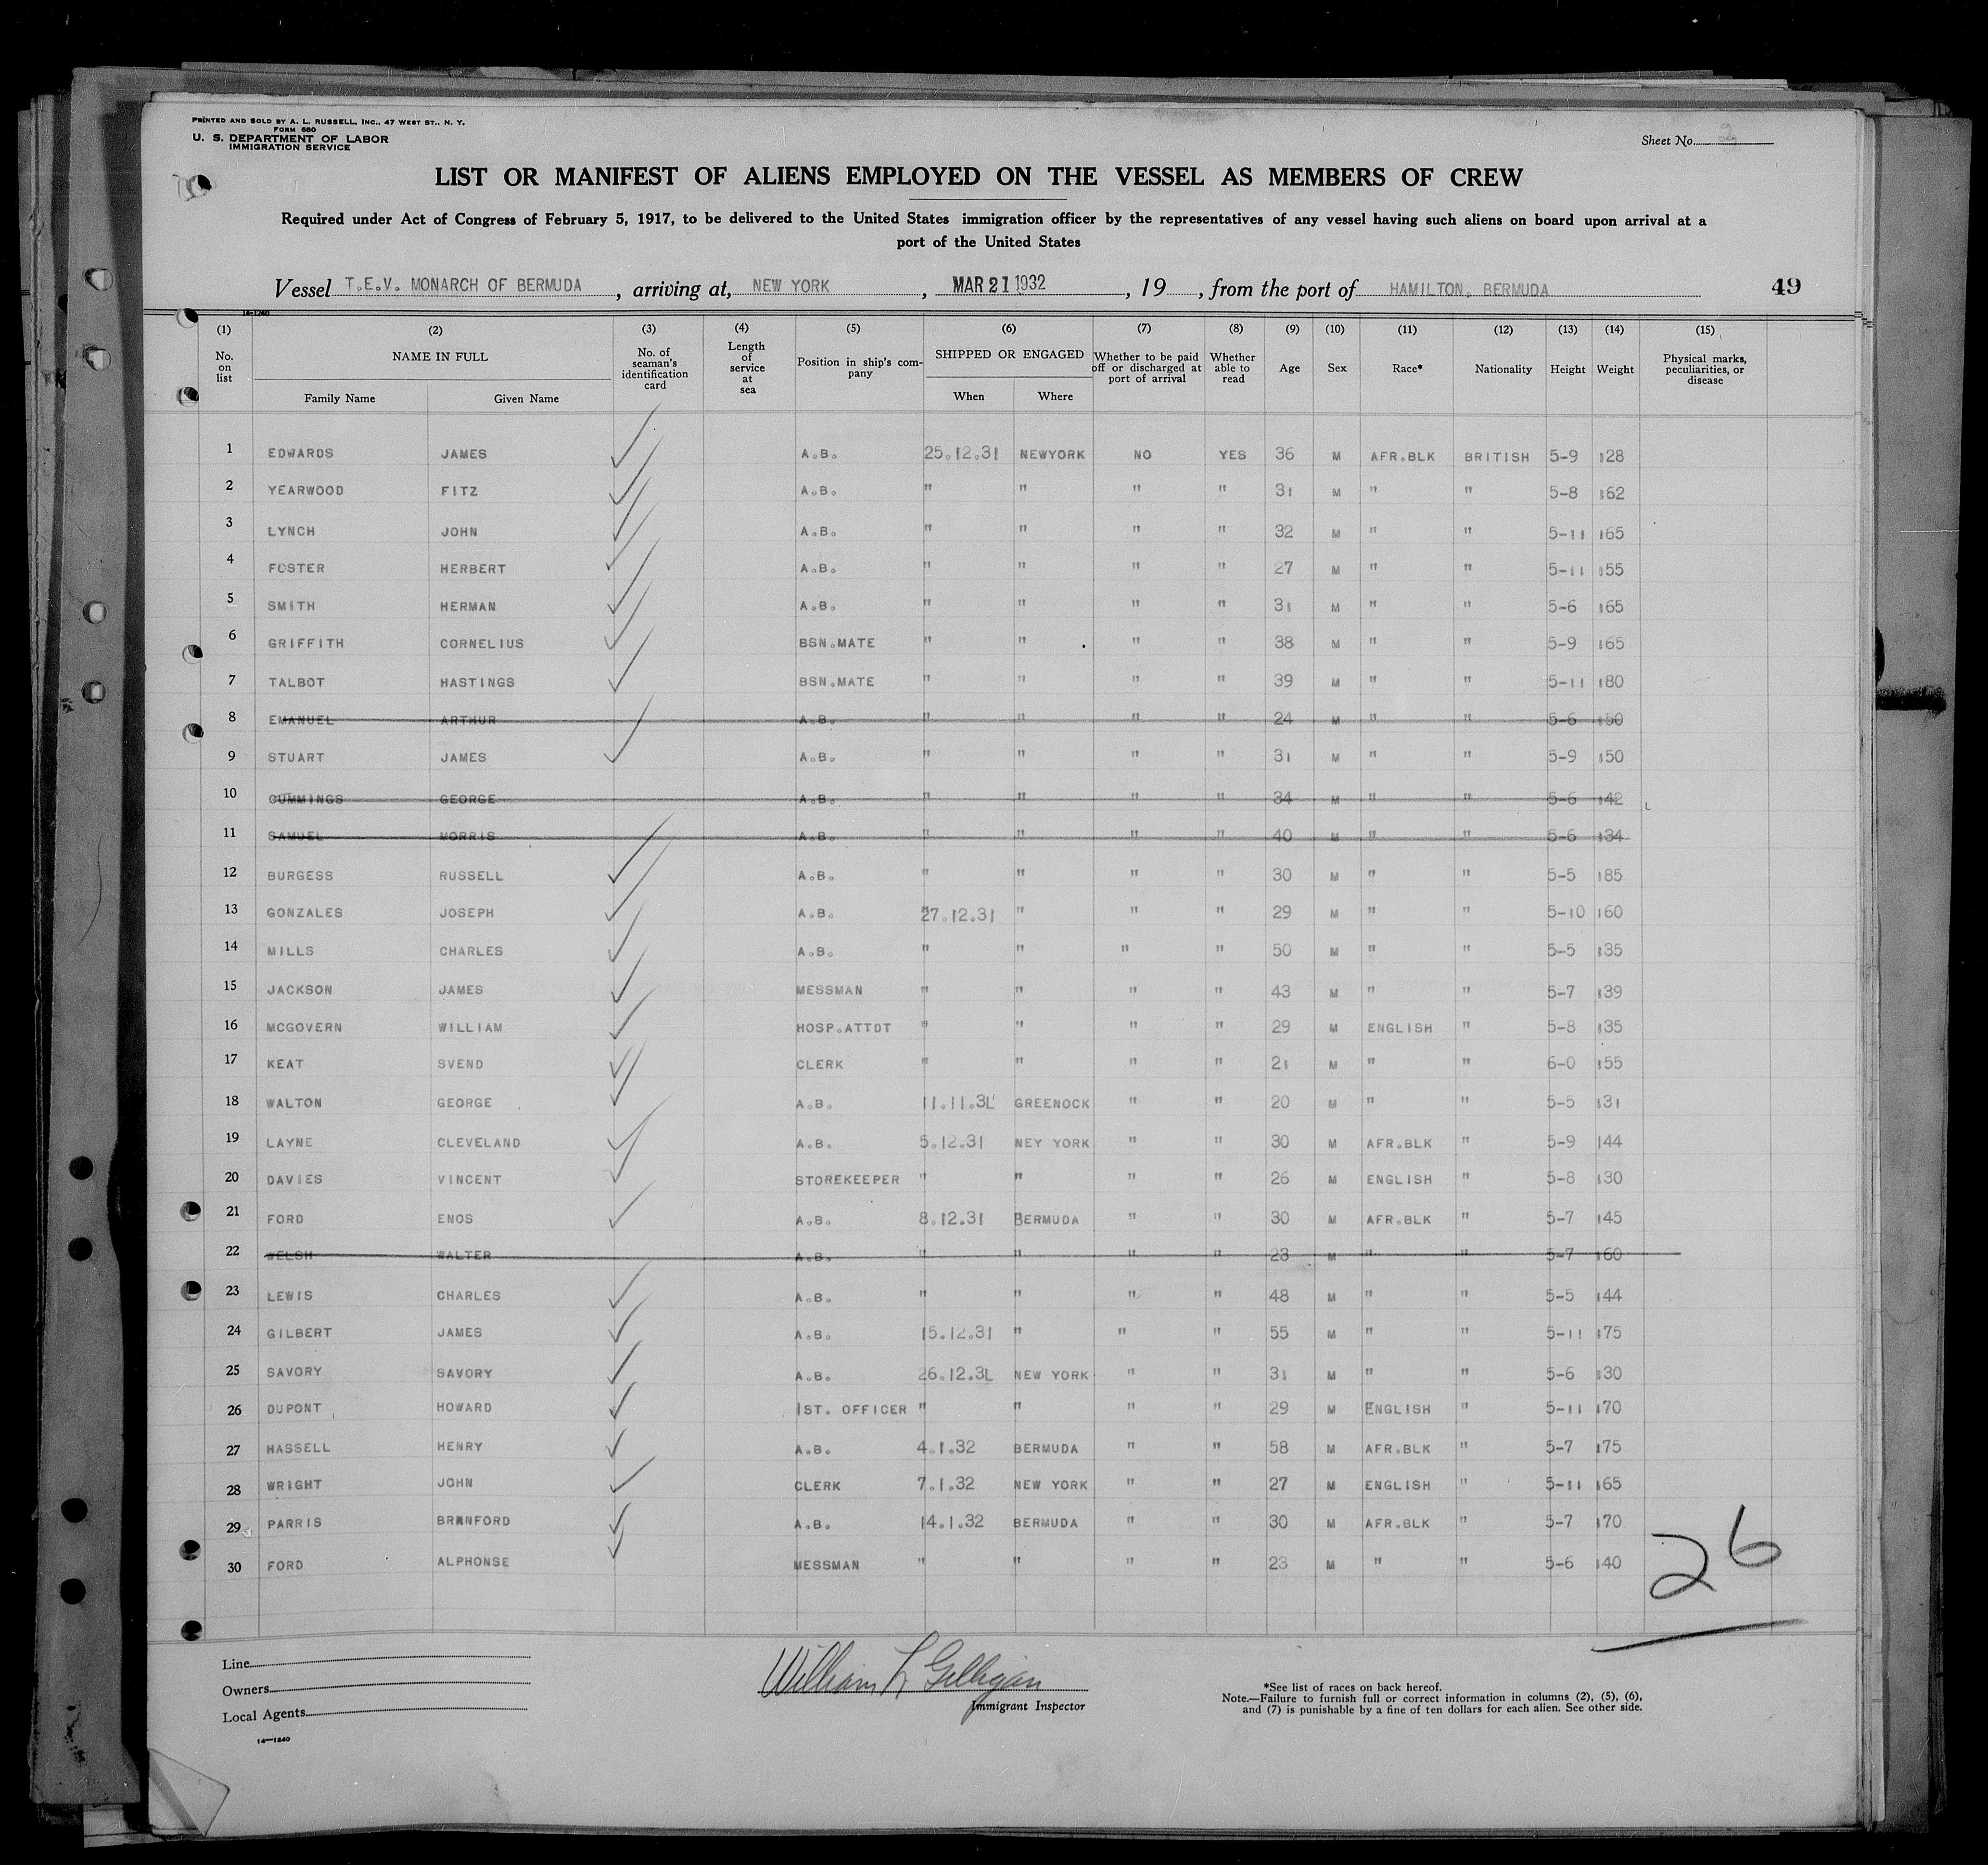 PRINTED AND SOLD BY A. L. RUSSELL, INC., 47 WEST ST., N. Y.
FORM 680
U. S. DEPARTMENT OF LABOR
IMMIGRATION SERVICE
Sheet No. 2
LIST OR MANIFEST OF ALIENS EMPLOYED ON THE VESSEL AS MEMBERS OF CREW
Required under Act of Congress of February 5, 1917, to be delivered to the United States immigration officer by the representatives of any vessel having such aliens on board upon arrival at a
port of the United States
Vessel T.E.V. MONARCH OF BERMUDA, arriving at, NEW YORK, MAR 21 1932, 19, from the port of HAMILTON. BERMUDA 49
14-1240
(1) (2) (3) (4) (5) (6) (7) (8) (9) (10) (11) (12) (13) (14) (15)
No. on list NAME IN FULL Family Name Given Name No. of seaman's identification card Length of service at sea Position in ship's company SHIPPED OR ENGAGED When Where Whether to be paid off or discharged at port of arrival Whether able to read Age Sex Race* Nationality Height Weight Physical marks, peculiarities, or disease
1 EDWARDS JAMES A.B. 25.12.31 NEWYORK NO YES 36 M AFR.BLK BRITISH 5-9 128
2 YEARWOOD FITZ A.B. " " " " 31 M " " 5-8 162
3 LYNCH JOHN A.B. " " " " 32 M " " 5-11 165
4 FOSTER HERBERT A.B. " " " " 27 M " " 5-11 155
5 SMITH HERMAN A.B. " " " " 31 M " " 5-6 165
6 GRIFFITH CORNELIUS BSN.MATE " " " " 38 M " " 5-9 165
7 TALBOT HASTINGS BSN.MATE " " " " 39 M " " 5-11 180
8 EMANUEL ARTHUR A.B. " " " " 24 M " " 5-6 150
9 STUART JAMES A.B. " " " " 31 M " " 5-9 150
10 CUMMINGS GEORGE A.B. " " " " 34 M " " 5-6 142
11 SAMUEL MORRIS A.B. " " " " 40 M " " 5-6 134
12 BURGESS RUSSELL A.B. " " " " 30 M " " 5-5 185
13 GONZALES JOSEPH A.B. 27.12.31 " " " 29 M " " 5-10 160
14 MILLS CHARLES A.B. " " " " 50 M " " 5-5 135
15 JACKSON JAMES MESSMAN " " " " 43 M " " 5-7 139
16 MCGOVERN WILLIAM HOSP.ATTDT " " " " 29 M ENGLISH " 5-8 135
17 KEAT SVEND CLERK " " " " 21 M " " 6-0 155
18 WALTON GEORGE A.B. 11.11.3L GREENOCK " " 20 M " " 5-5 131
19 LAYNE CLEVELAND A.B. 5.12.31 NEY YORK " " 30 M AFR.BLK " 5-9 144
20 DAVIES VINCENT STOREKEEPER " " " " 26 M ENGLISH " 5-8 130
21 FORD ENOS A.B. 8.12.31 BERMUDA " " 30 M AFR.BLK " 5-7 145
22 WELSH WALTER A.B. " " " " 23 M " " 5-7 160
23 LEWIS CHARLES A.B. " " " " 48 M " " 5-5 144
24 GILBERT JAMES A.B. 15.12.31 " " " 55 M " " 5-11 175
25 SAVORY SAVORY A.B. 26.12.3L NEW YORK " " 31 M " " 5-6 130
26 DUPONT HOWARD 1ST. OFFICER " " " " 29 M ENGLISH " 5-11 170
27 HASSELL HENRY A.B. 4.1.32 BERMUDA " " 58 M AFR.BLK " 5-7 175
28 WRIGHT JOHN CLERK 7.1.32 NEW YORK " " 27 M ENGLISH " 5-11 165
29 PARRIS BRANFORD A.B. 14.1.32 BERMUDA " " 30 M AFR.BLK " 5-7 170
30 FORD ALPHONSE MESSMAN " " " " 23 M " " 5-6 140
26
Line
Owners
Local Agents
14-1240
William L Gilligan
Immigrant Inspector
*See list of races on back hereof.
Note.—Failure to furnish full or correct information in columns (2), (5), (6),
and (7) is punishable by a fine of ten dollars for each alien. See other side.